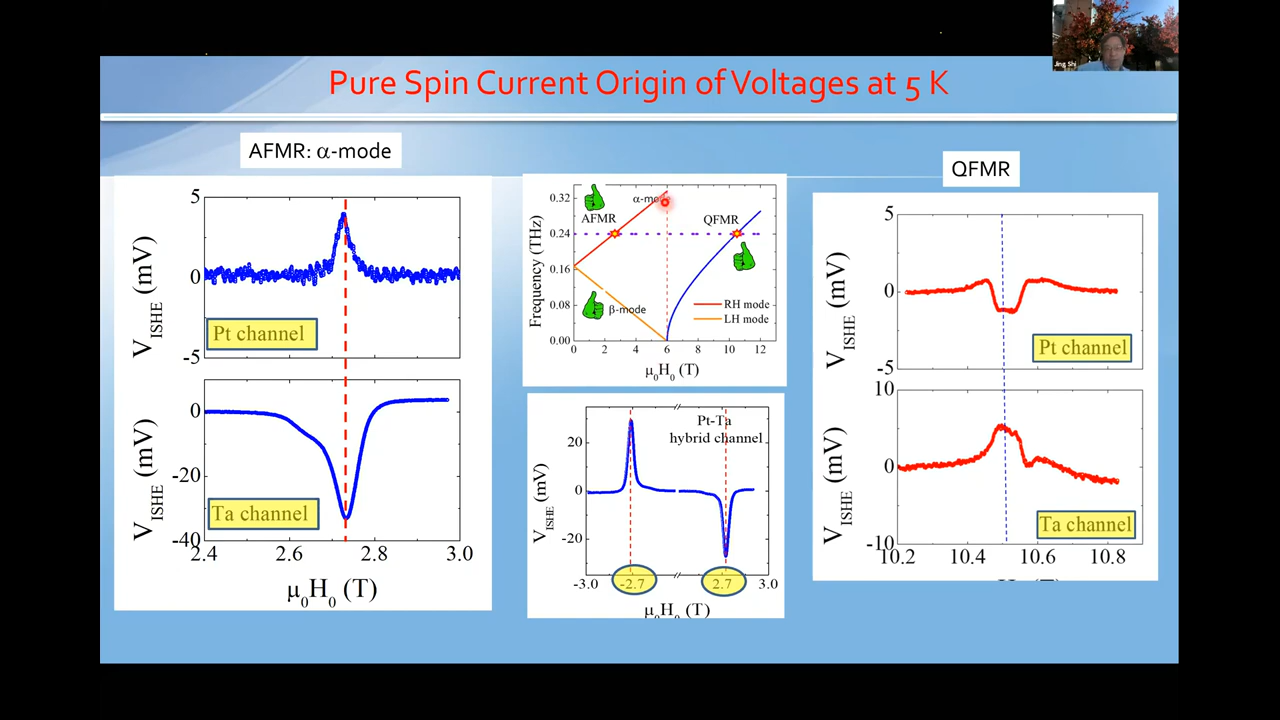 Jing Shi
Pure Spin Current Origin of Voltages at 5 K
AFMR: α-mode
5
0
-5
V_ISHE (mV)
Pt channel
0
-20
-40
V_ISHE (mV)
Ta channel
2.4 2.6 2.8 3.0
μ₀H₀ (T)
0.32
0.24
0.16
0.08
0.00
Frequency (THz)
AFMR
QFMR
β-mode
RH mode
LH mode
0 2 4 6 8 10 12
μ₀H₀ (T)
Pt-Ta
hybrid channel
20
0
-20
V_ISHE (mV)
-3.0 -2.7 2.7 3.0
μ₀H₀ (T)
QFMR
5
0
-5
V_ISHE (mV)
Pt channel
10
0
-10
V_ISHE (mV)
Ta channel
10.2 10.4 10.6 10.8